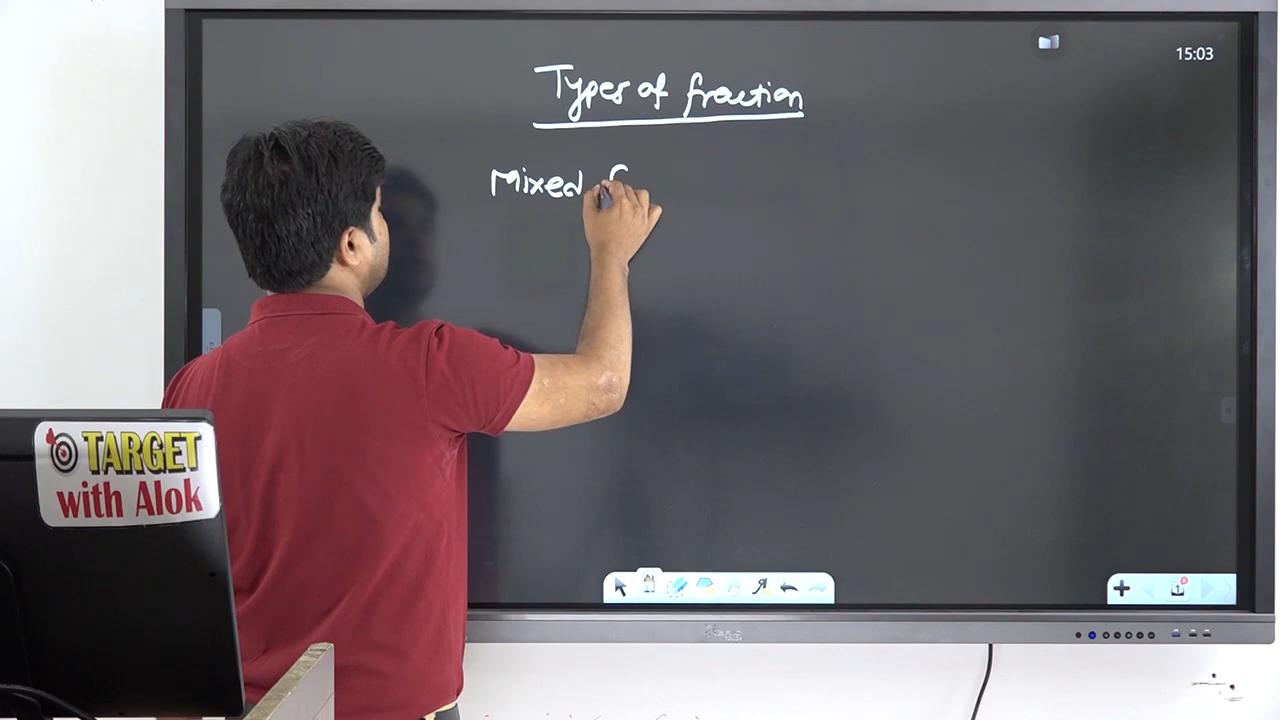 15:03
Types of fraction
Mixed f
TARGET
with Alok